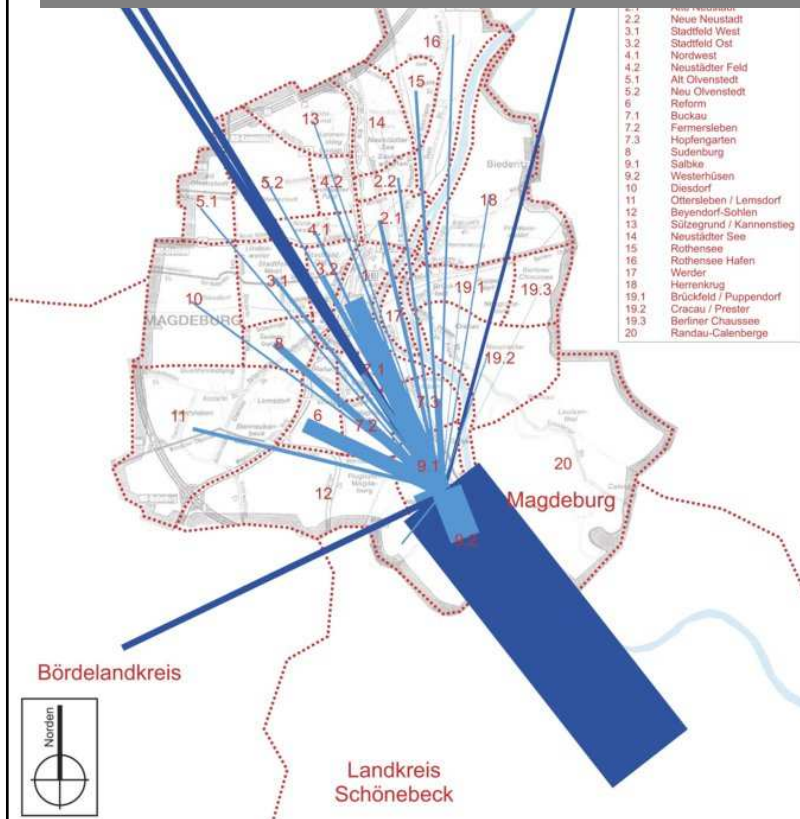 2.1 Alte Neustadt
2.2 Neue Neustadt
3.1 Stadtfeld West
3.2 Stadtfeld Ost
4.1 Nordwest
4.2 Neustädter Feld
5.1 Alt Olvenstedt
5.2 Neu Olvenstedt
6 Reform
7.1 Buckau
7.2 Fermersleben
7.3 Hopfengarten
8 Sudenburg
9.1 Salbke
9.2 Westerhüsen
10 Diesdorf
11 Ottersleben / Lemsdorf
12 Beyendorf-Sohlen
13 Sülzegrund / Kannenstieg
14 Neustädter See
15 Rothensee
16 Rothensee Hafen
17 Werder
18 Herrenkrug
19.1 Brückfeld / Puppendorf
19.2 Cracau / Prester
19.3 Berliner Chaussee
20 Randau-Calenberge
16
15
13
14
5.2
4.2
2.2
5.1
18
2.1
4.1
3.2
3.1
1
19.1
19.3
10
17
MAGDEBURG
19.2
8
7.1
7.3
11
6
7.2
9.1
20
12
Magdeburg
9.2
Bördelandkreis
Norden
Landkreis
Schönebeck